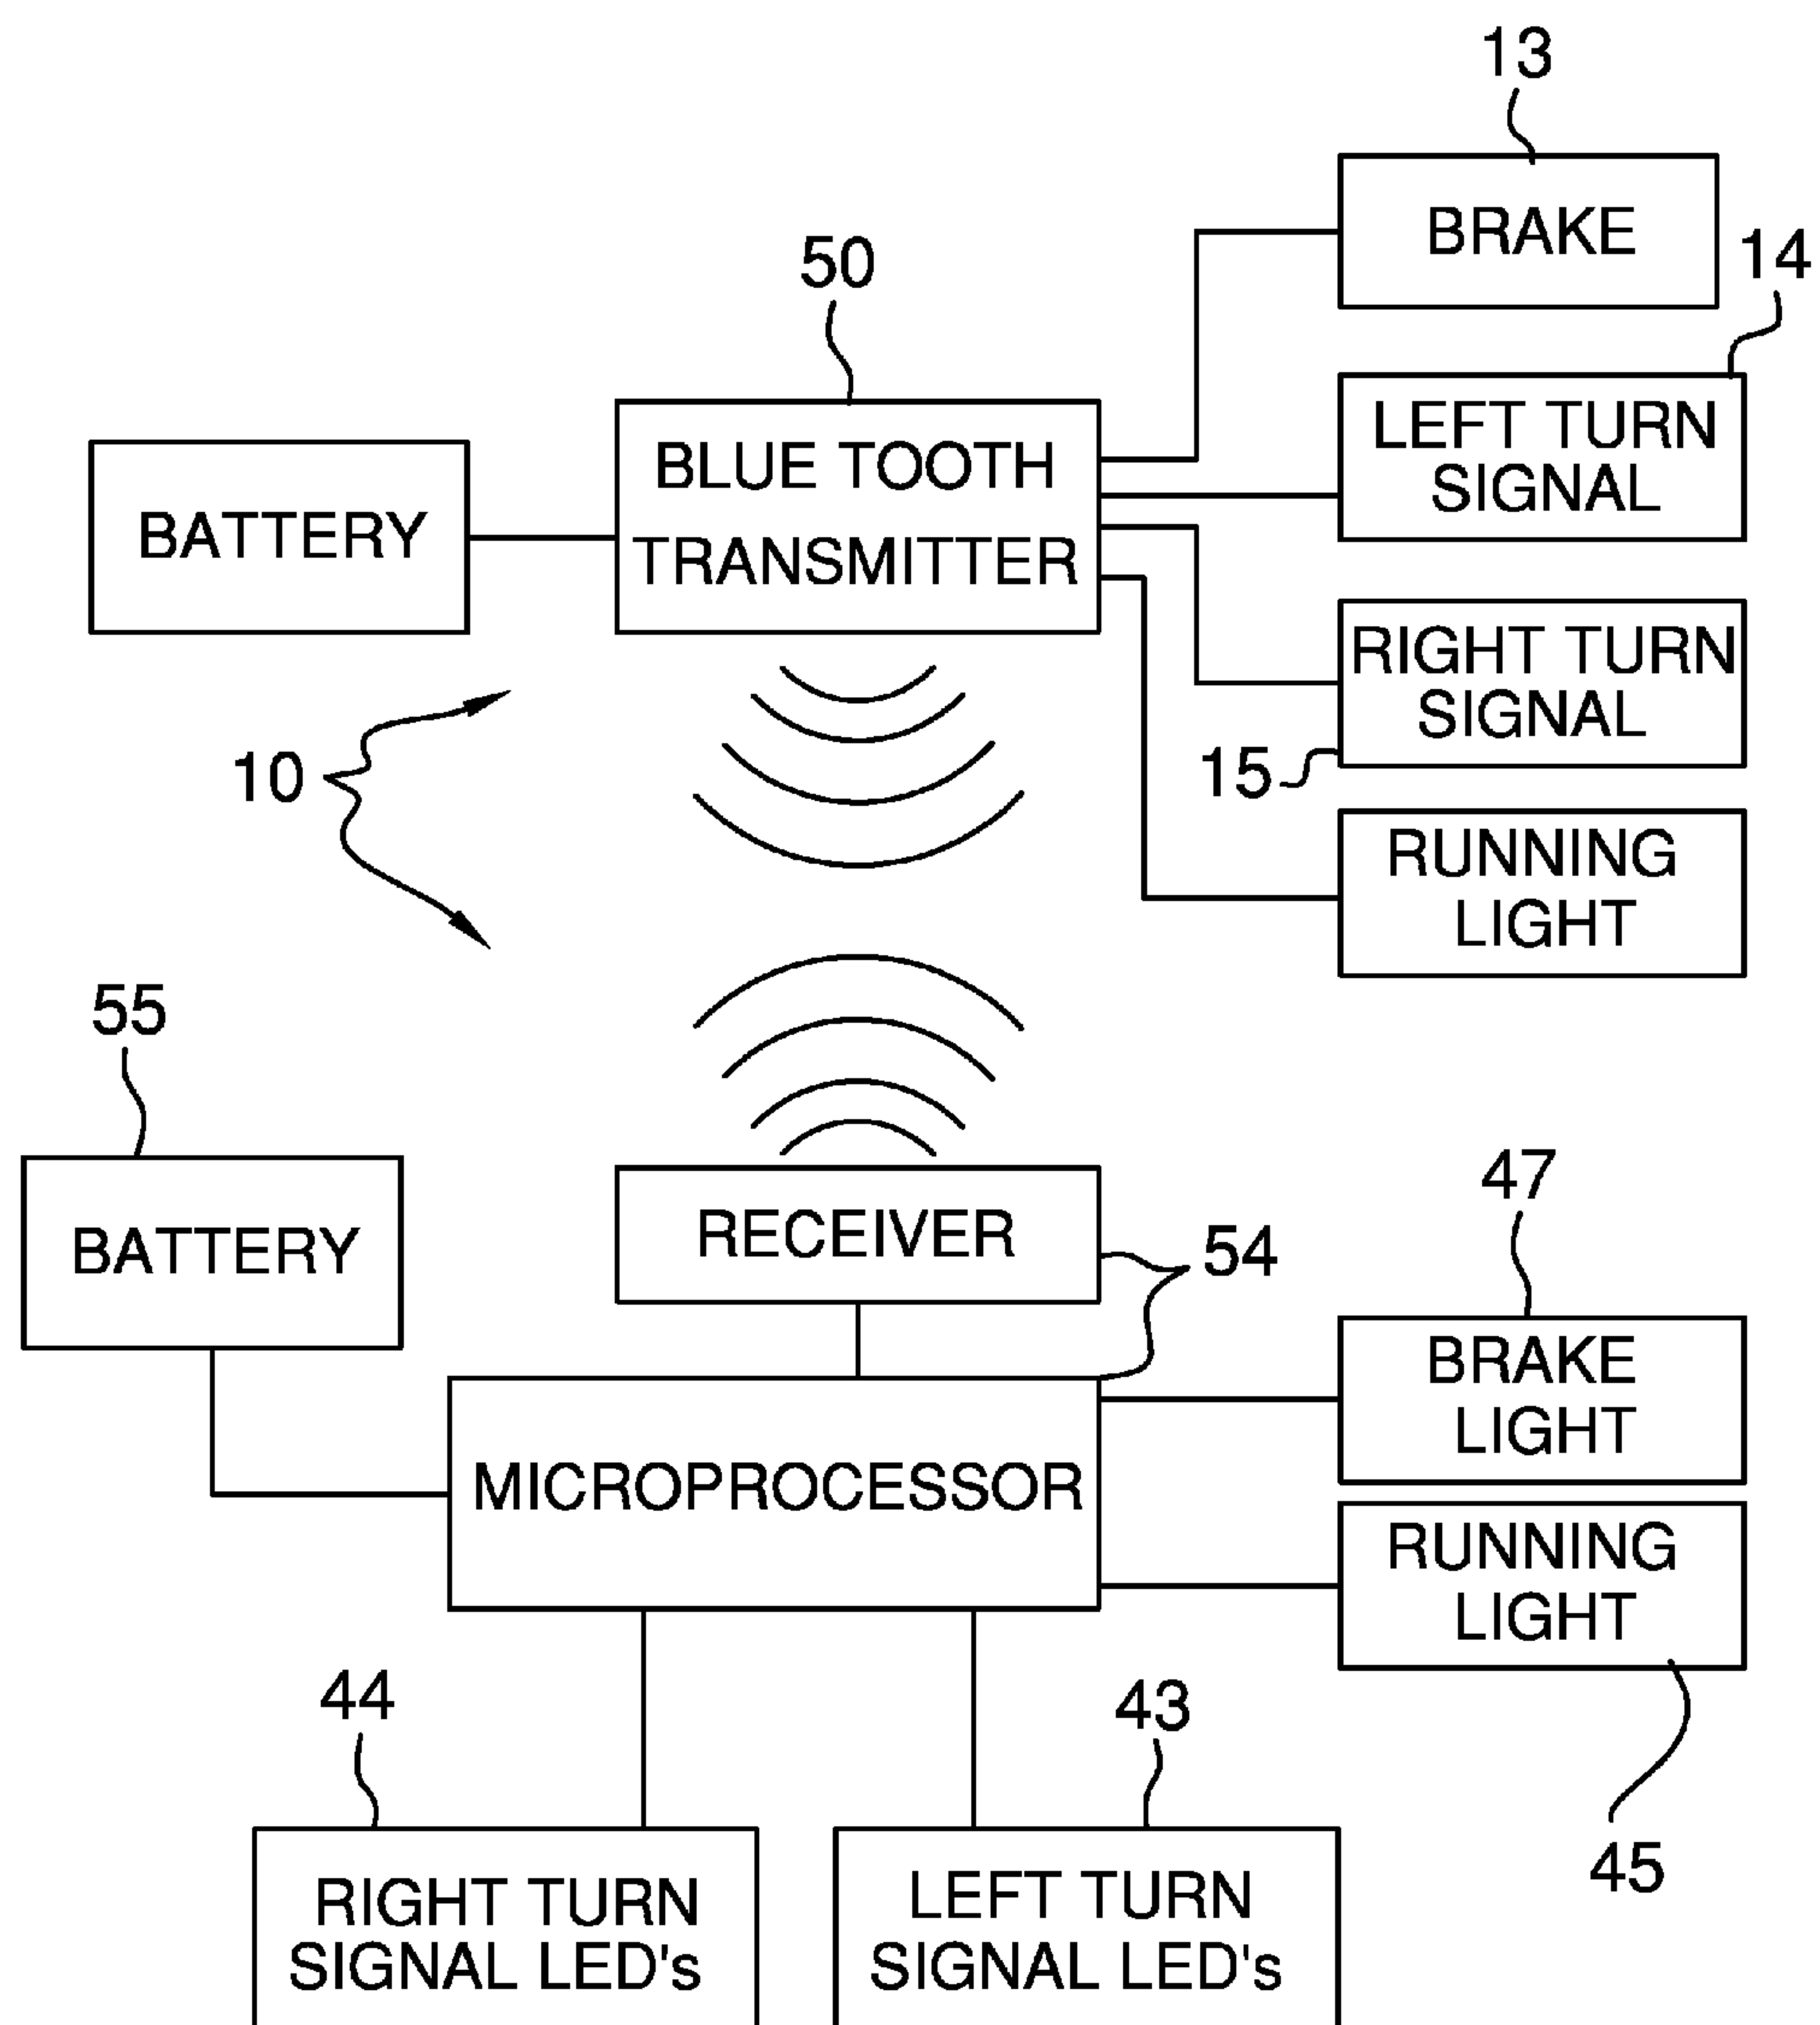 13
BRAKE
14
50
LEFT TURN
SIGNAL
BLUE TOOTH
TRANSMITTER
BATTERY
RIGHT TURN
SIGNAL
15
10
RUNNING
LIGHT
55
BATTERY
RECEIVER
54
47
BRAKE
LIGHT
MICROPROCESSOR
RUNNING
LIGHT
45
44
43
RIGHT TURN
SIGNAL LED's
LEFT TURN
SIGNAL LED's